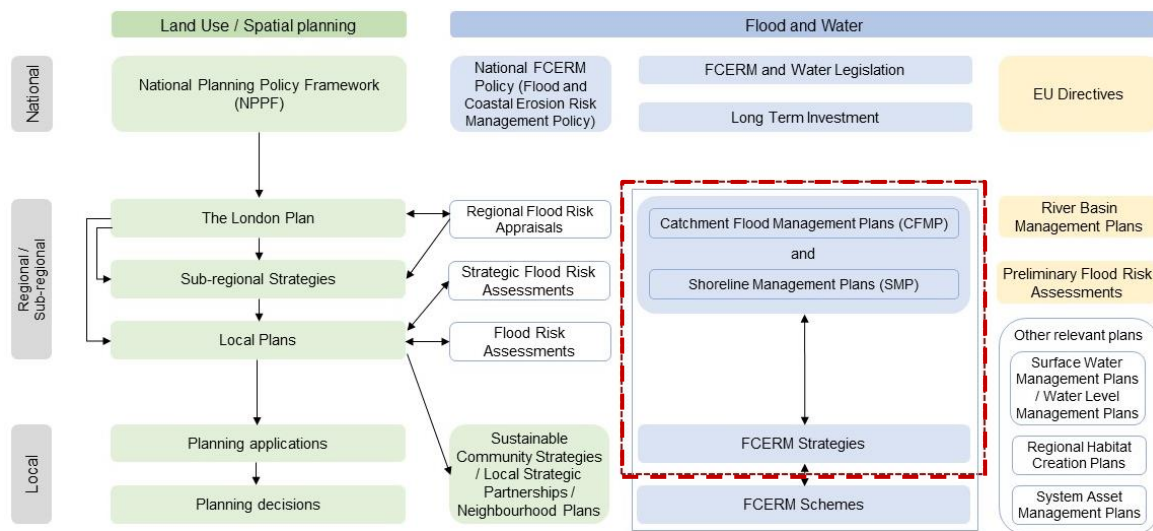 Land Use / Spatial planning
Flood and Water
National
National Planning Policy Framework
(NPPF)
National FCERM
Policy (Flood and
Coastal Erosion Risk
Management Policy)
FCERM and Water Legislation
Long Term Investment
EU Directives
Regional /
Sub-regional
The London Plan
Regional Flood Risk
Appraisals
Catchment Flood Management Plans (CFMP)
and
Shoreline Management Plans (SMP)
River Basin
Management Plans
Sub-regional Strategies
Strategic Flood Risk
Assessments
Preliminary Flood Risk
Assessments
Local Plans
Flood Risk
Assessments
Other relevant plans
Surface Water
Management Plans
/ Water Level
Management Plans
Regional Habitat
Creation Plans
System Asset
Management Plans
Local
Planning applications
Sustainable
Community Strategies
/ Local Strategic
Partnerships /
Neighbourhood Plans
FCERM Strategies
Planning decisions
FCERM Schemes